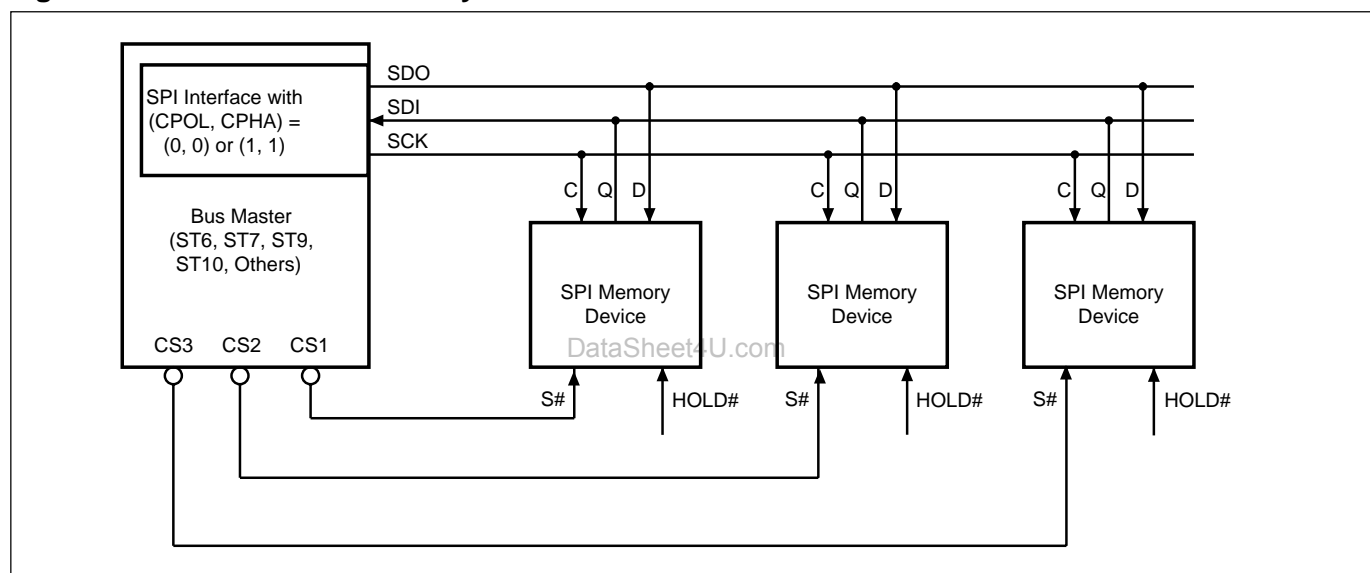 SDO
SPI Interface with
(CPOL, CPHA) =
(0, 0) or (1, 1)
SDI
SCK
Bus Master
(ST6, ST7, ST9,
ST10, Others)
C Q D
C Q D
C Q D
SPI Memory
Device
SPI Memory
Device
SPI Memory
Device
DataSheet4U.com
CS3 CS2 CS1
S# HOLD#
S# HOLD#
S# HOLD#